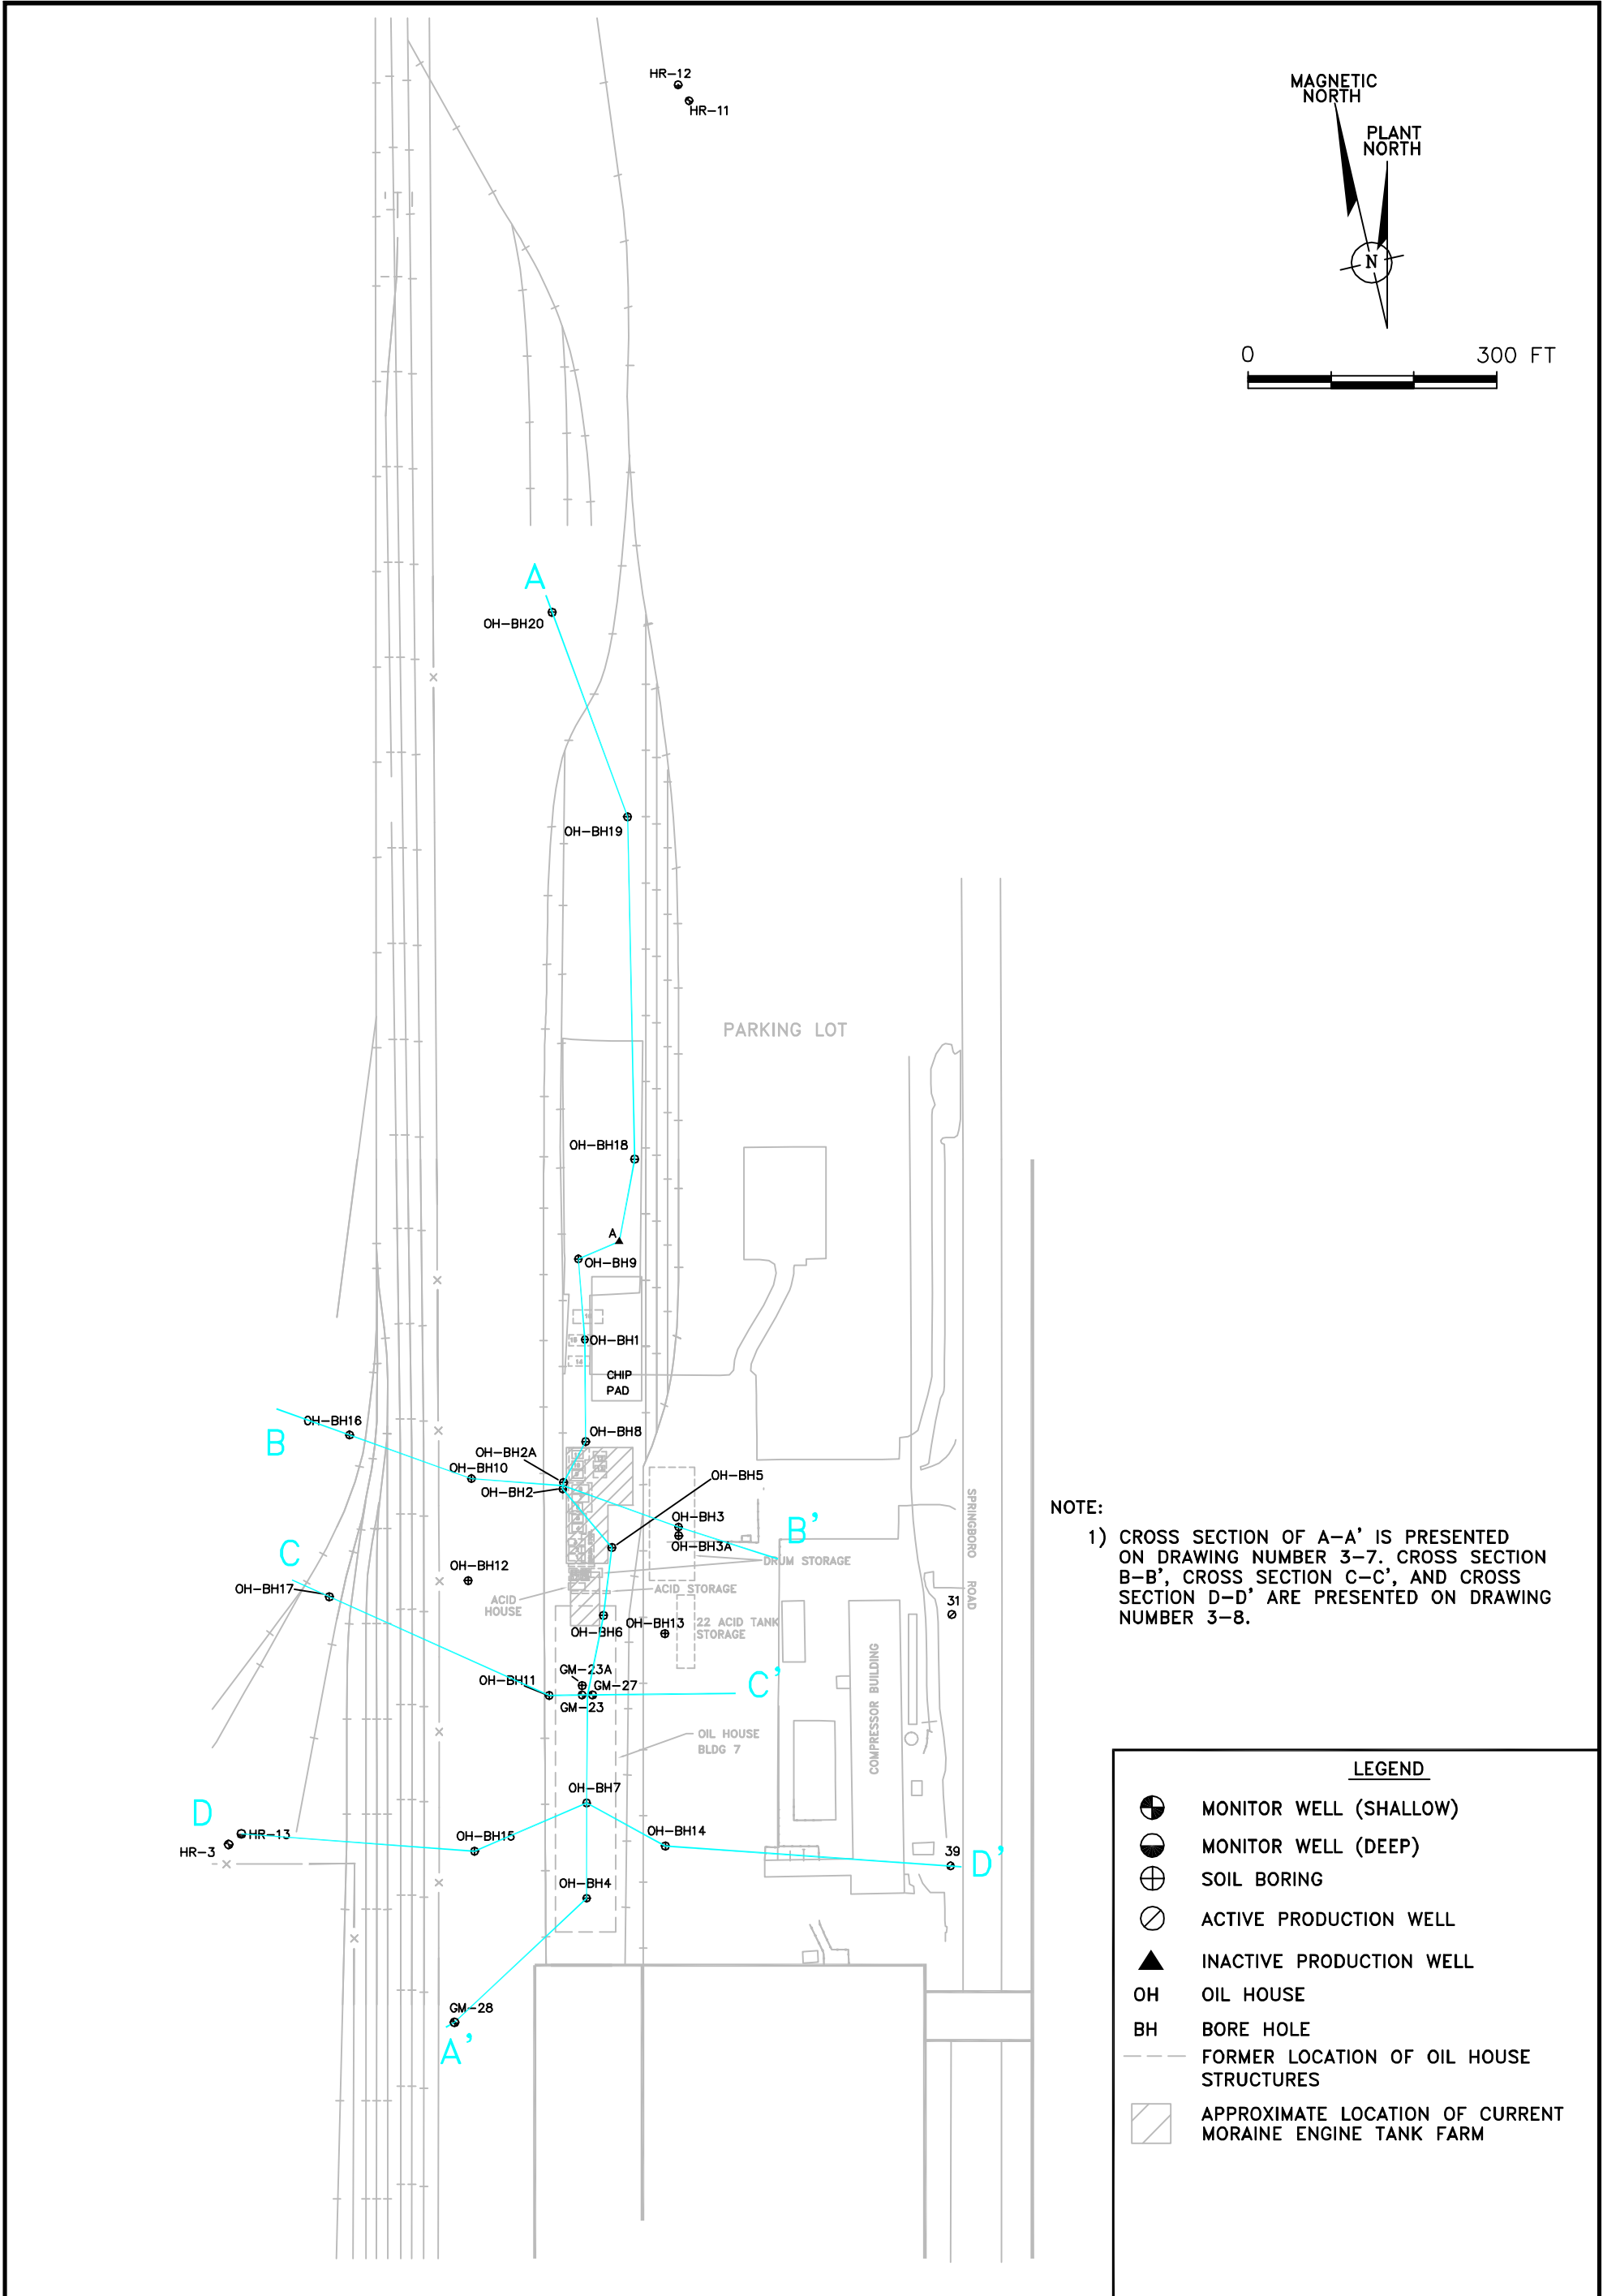 HR-12
HR-11
MAGNETIC
NORTH
PLANT
NORTH
N
0 300 FT
A
OH-BH20
OH-BH19
PARKING LOT
OH-BH18
A
OH-BH9
OH-BH1
CHIP
PAD
OH-BH16
B
OH-BH8
OH-BH2A
OH-BH10
OH-BH2
OH-BH5
OH-BH3
OH-BH3A
B'
DRUM STORAGE
SPRINGBORO ROAD
C
OH-BH12
OH-BH17
ACID
HOUSE
ACID STORAGE
OH-BH6
OH-BH13
22 ACID TANK
STORAGE
31
GM-23A
OH-BH11
GM-27
GM-23
C'
OIL HOUSE
BLDG 7
COMPRESSOR BUILDING
OH-BH7
D
HR-13
HR-3
OH-BH15
OH-BH14
39
D'
OH-BH4
GM-28
A'
NOTE:
1) CROSS SECTION OF A-A' IS PRESENTED
ON DRAWING NUMBER 3-7. CROSS SECTION
B-B', CROSS SECTION C-C', AND CROSS
SECTION D-D' ARE PRESENTED ON DRAWING
NUMBER 3-8.
LEGEND
MONITOR WELL (SHALLOW)
MONITOR WELL (DEEP)
SOIL BORING
ACTIVE PRODUCTION WELL
INACTIVE PRODUCTION WELL
OH OIL HOUSE
BH BORE HOLE
FORMER LOCATION OF OIL HOUSE
STRUCTURES
APPROXIMATE LOCATION OF CURRENT
MORAINE ENGINE TANK FARM